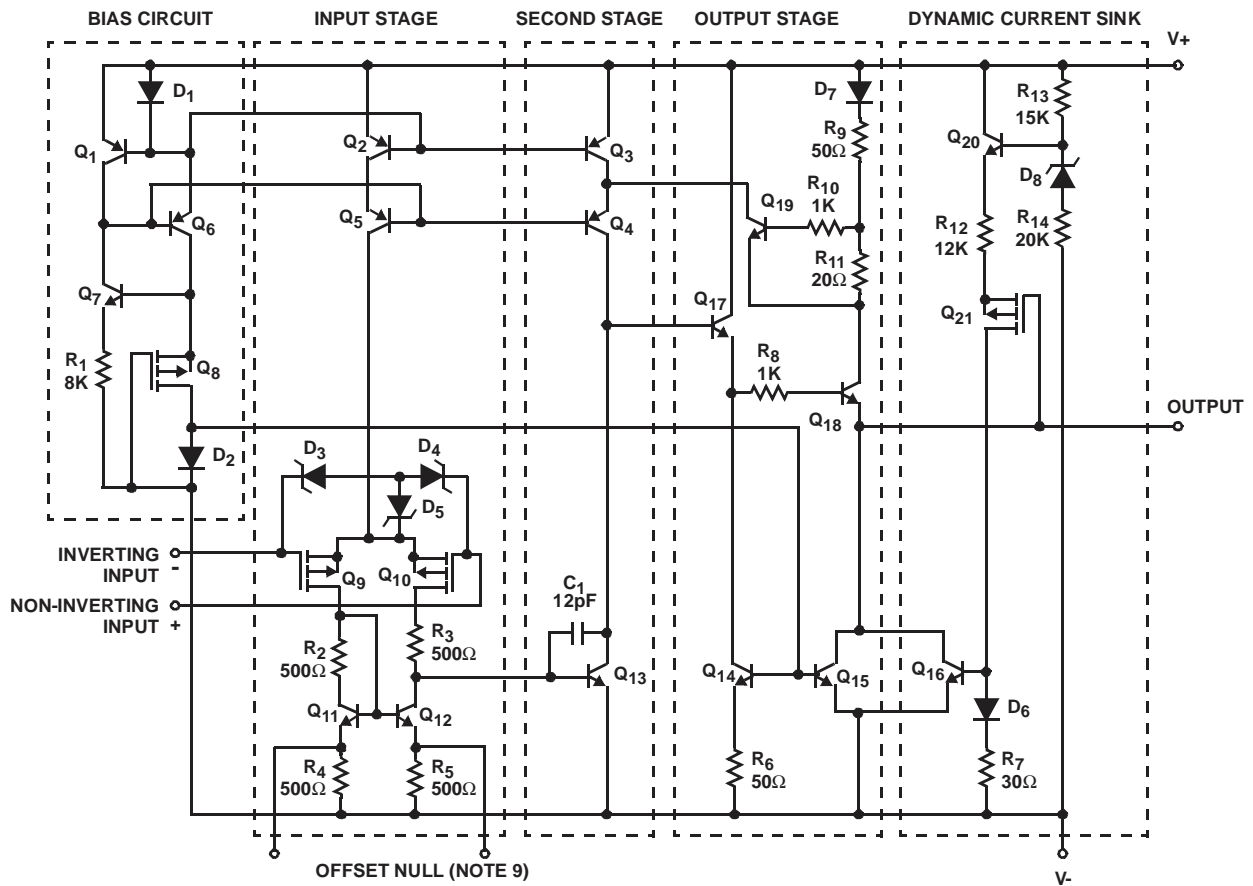 BIAS CIRCUIT
INPUT STAGE
SECOND STAGE
OUTPUT STAGE
DYNAMIC CURRENT SINK
V+
D1
D7
R13
15K
R9
50Ω
Q1
Q2
Q3
Q20
D8
R10
1K
Q19
Q6
Q5
Q4
R12
12K
R14
20K
R11
20Ω
Q7
Q17
Q21
R1
8K
Q8
R8
1K
OUTPUT
Q18
D2
D3
D4
D5
INVERTING
INPUT
-
Q9
Q10
C1
12pF
NON-INVERTING
INPUT
+
R2
500Ω
R3
500Ω
Q13
Q14
Q15
Q16
Q11
Q12
D6
R4
500Ω
R5
500Ω
R6
50Ω
R7
30Ω
OFFSET NULL (NOTE 9)
V-